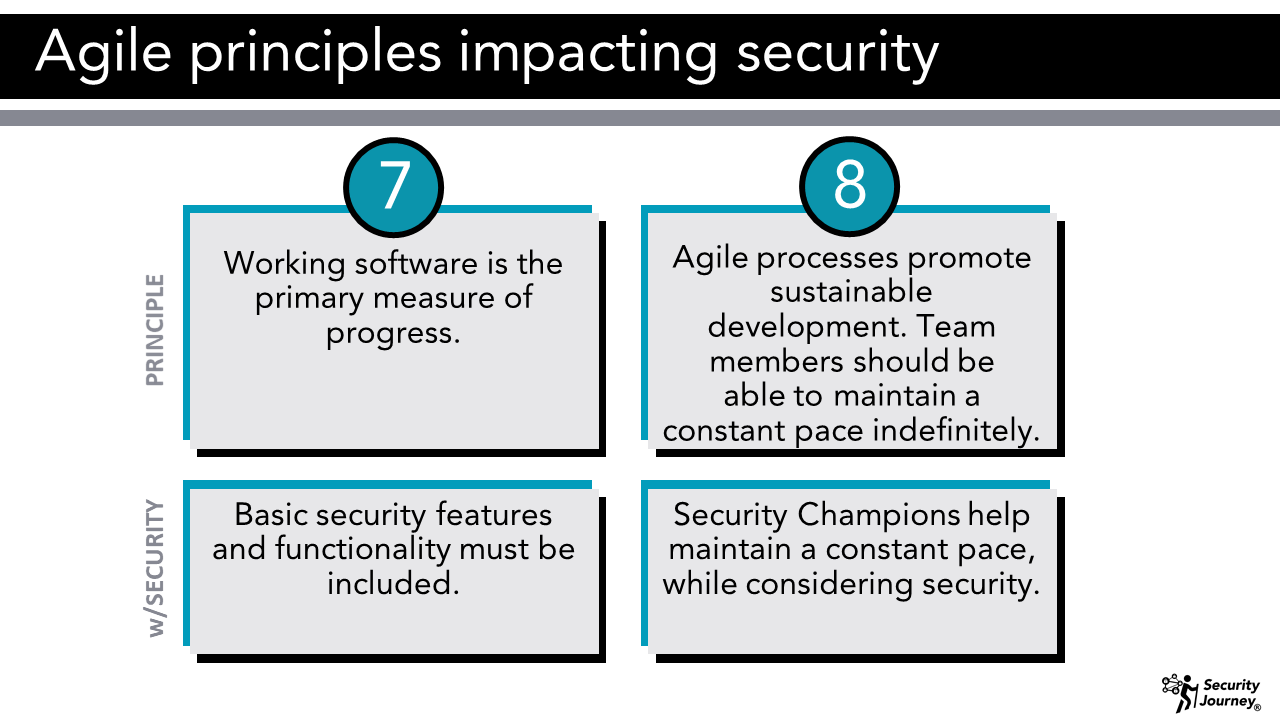 Agile principles impacting security
7
8
PRINCIPLE
Working software is the
primary measure of
progress.
Agile processes promote
sustainable
development. Team
members should be
able to maintain a
constant pace indefinitely.
w/SECURITY
Basic security features
and functionality must be
included.
Security Champions help
maintain a constant pace,
while considering security.
Security
Journey®